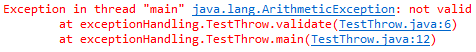 Exception in thread "main" java.lang.ArithmeticException: not valid
at exceptionHandling.TestThrow.validate(TestThrow.java:6)
at exceptionHandling.TestThrow.main(TestThrow.java:12)